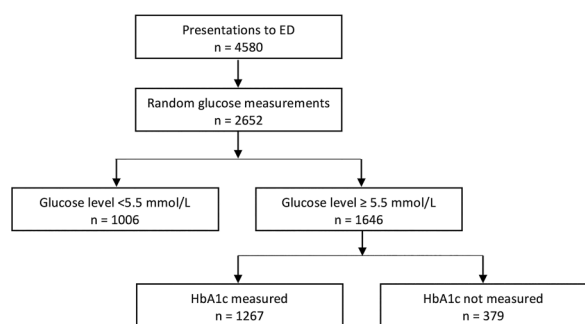 Presentations to ED
n = 4580
Random glucose measurements
n = 2652
Glucose level <5.5 mmol/L
n = 1006
Glucose level ≥ 5.5 mmol/L
n = 1646
HbA1c measured
n = 1267
HbA1c not measured
n = 379